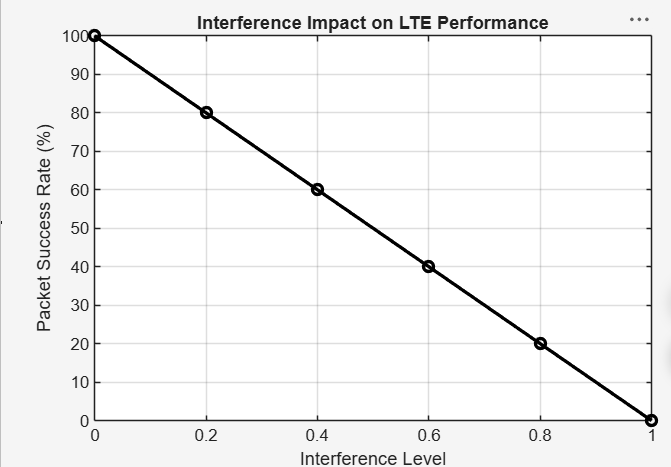 Interference Impact on LTE Performance
Packet Success Rate (%)
100
90
80
70
60
50
40
30
20
10
0
0 0.2 0.4 0.6 0.8 1
Interference Level